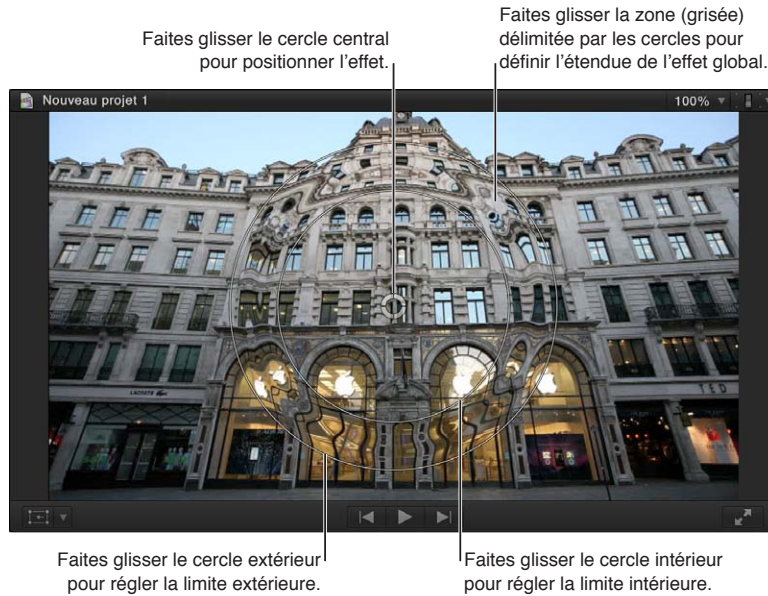 Faites glisser le cercle central
pour positionner l'effet.
Faites glisser la zone (grisée)
délimitée par les cercles pour
définir l'étendue de l'effet global.
Nouveau projet 1
100%
LACOSTE
TED
Faites glisser le cercle extérieur
pour régler la limite extérieure.
Faites glisser le cercle intérieur
pour régler la limite intérieure.